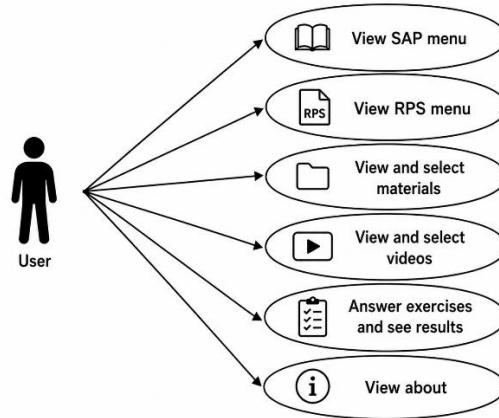 View SAP menu
RPS
View RPS menu
View and select
materials
User
View and select
videos
Answer exercises
and see results
i
View about